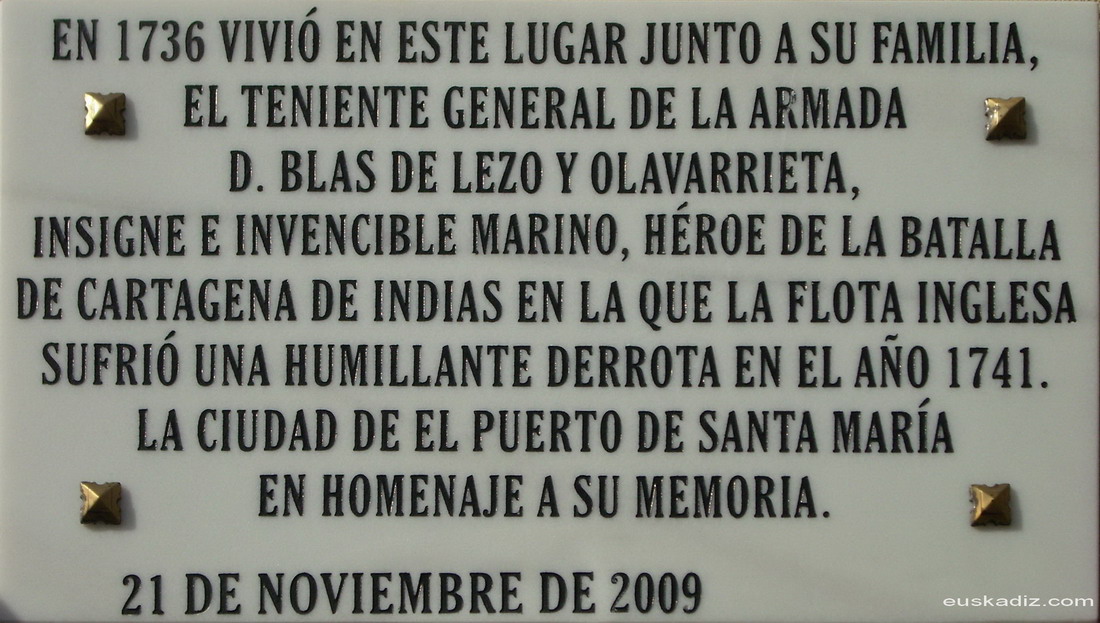 EN 1736 VIVIÓ EN ESTE LUGAR JUNTO A SU FAMILIA,
EL TENIENTE GENERAL DE LA ARMADA
D. BLAS DE LEZO Y OLAVARRIETA,
INSIGNE E INVENCIBLE MARINO, HÉROE DE LA BATALLA
DE CARTAGENA DE INDIAS EN LA QUE LA FLOTA INGLESA
SUFRIÓ UNA HUMILLANTE DERROTA EN EL AÑO 1741.
LA CIUDAD DE EL PUERTO DE SANTA MARÍA
EN HOMENAJE A SU MEMORIA.
21 DE NOVIEMBRE DE 2009
euskadiz.com